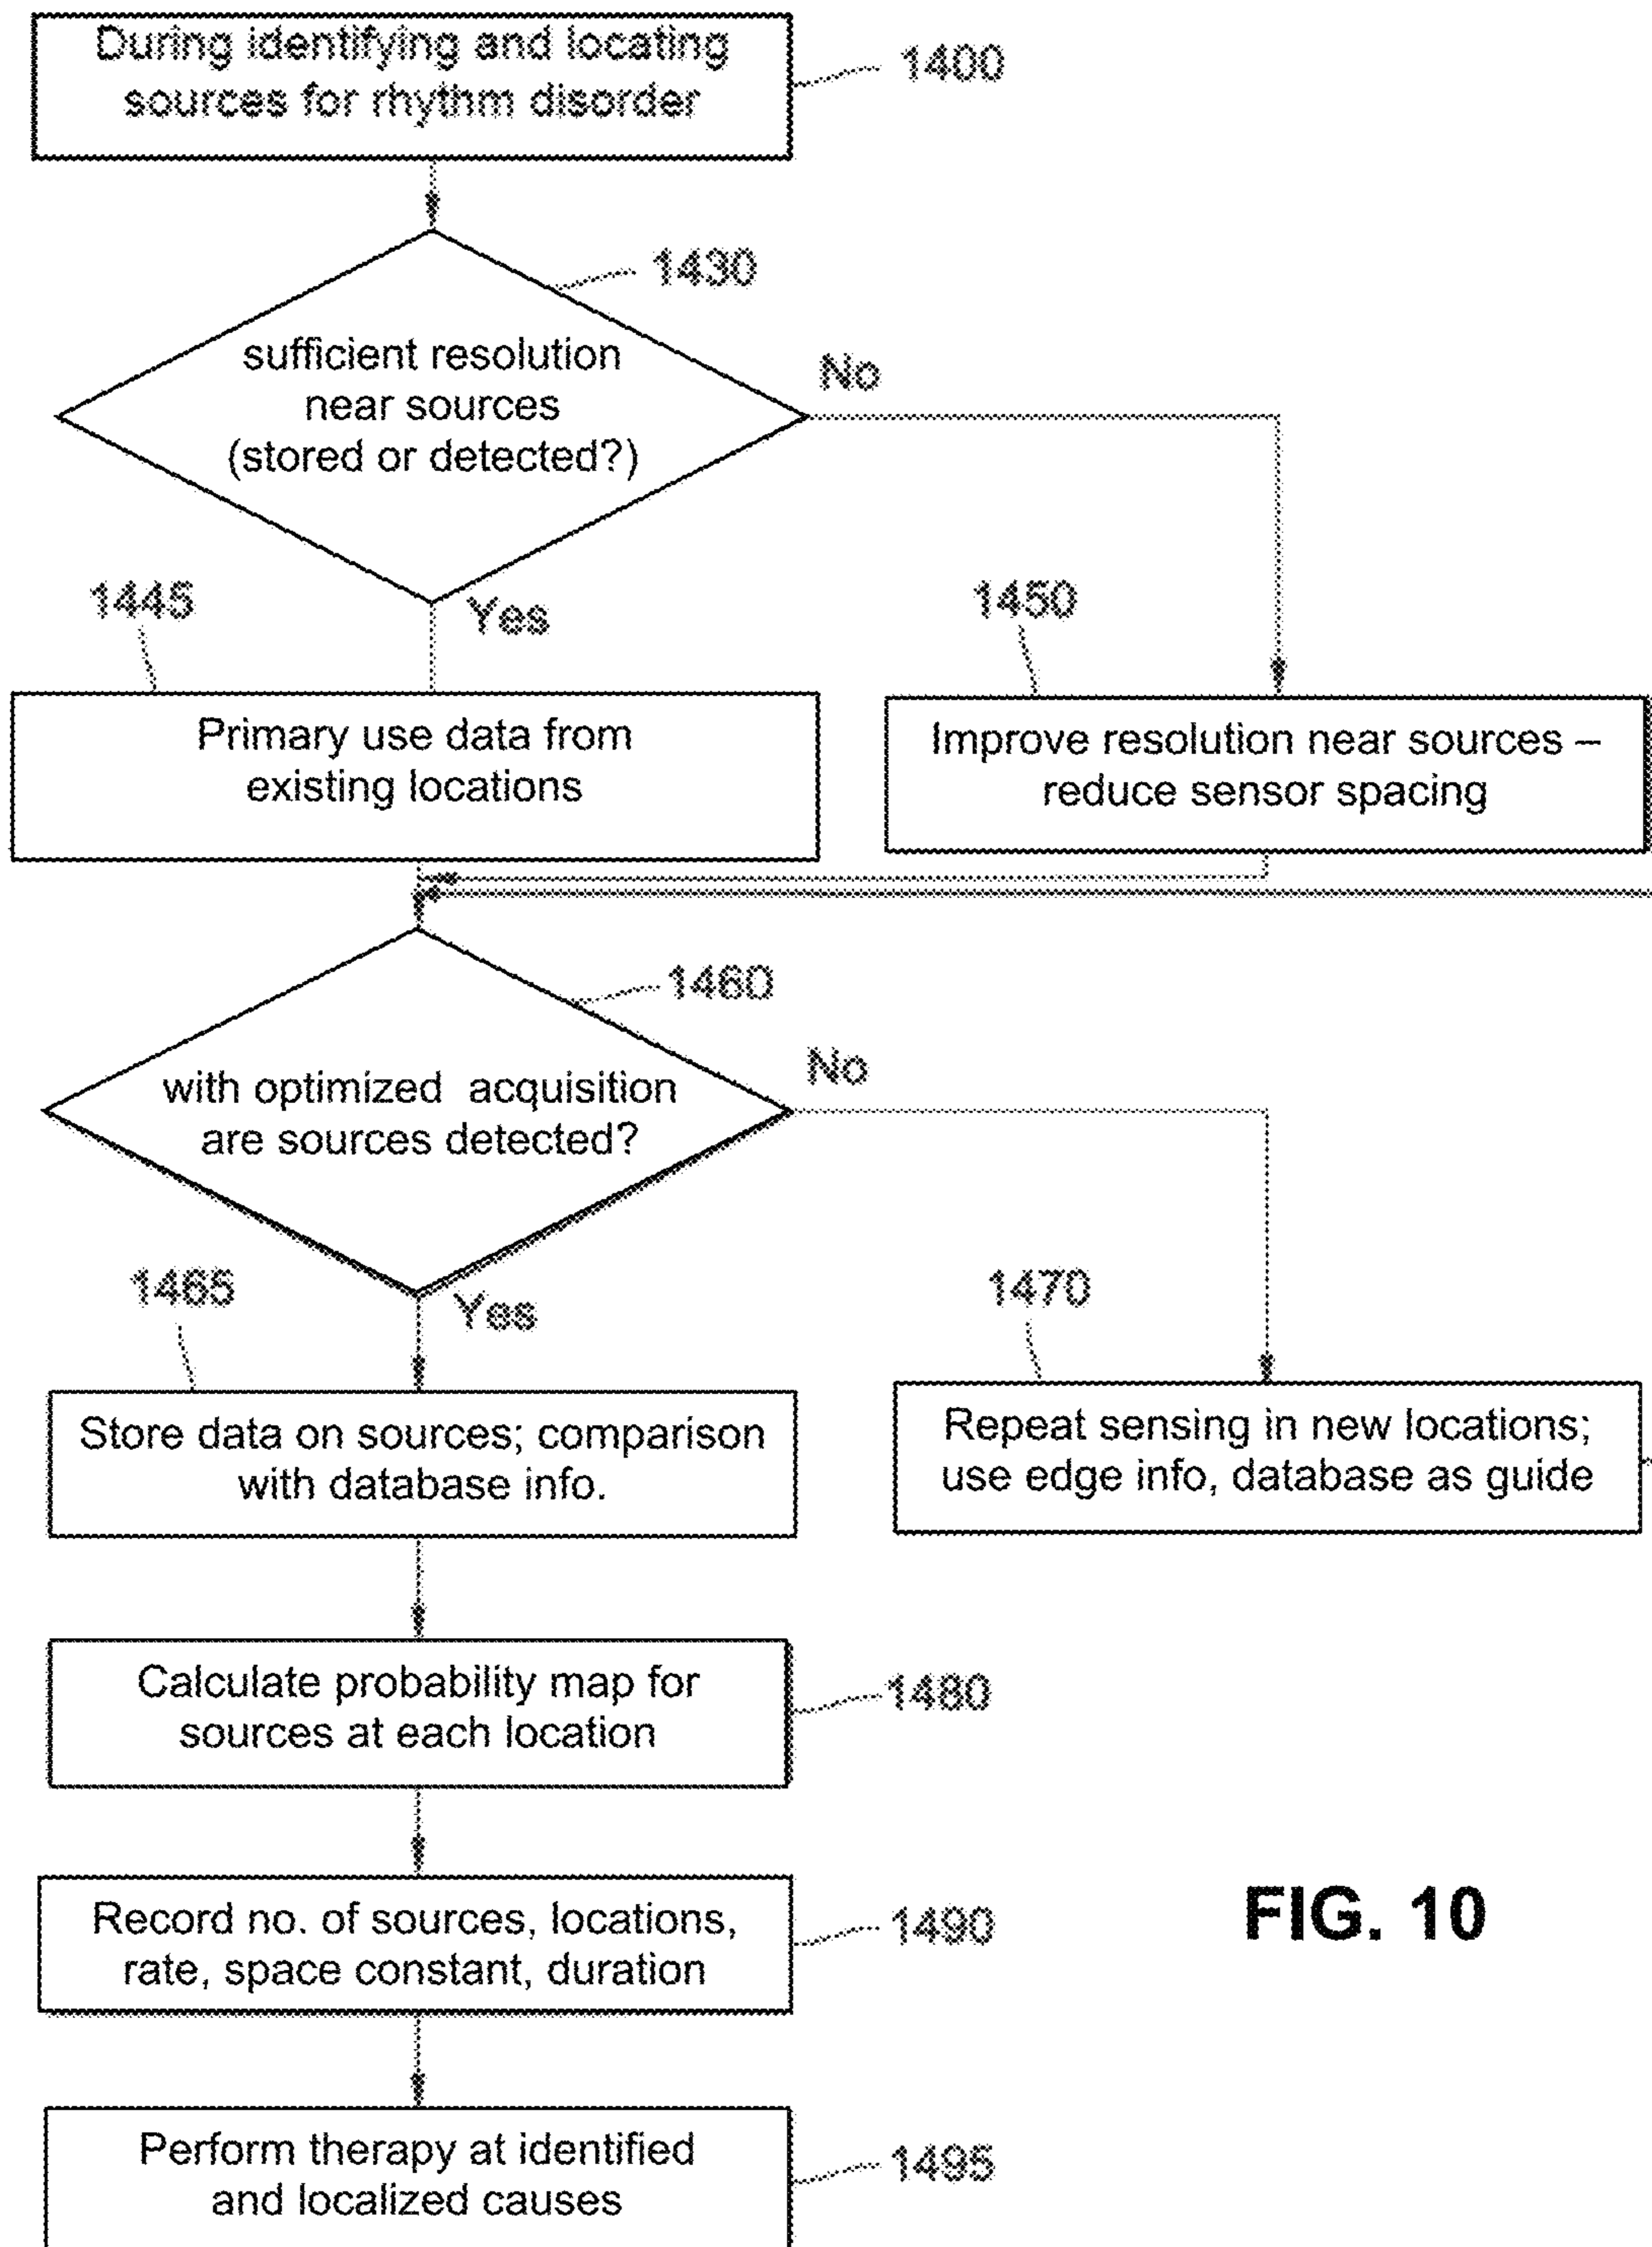 During identifying and locating
sources for rhythm disorder
1400
1430
sufficient resolution
near sources
(stored or detected?)
No
1445
Yes
1450
Primary use data from
existing locations
Improve resolution near sources –
reduce sensor spacing
1460
with optimized acquisition
are sources detected?
No
1465
Yes
1470
Store data on sources; comparison
with database info.
Repeat sensing in new locations;
use edge info, database as guide
Calculate probability map for
sources at each location
1480
Record no. of sources, locations,
rate, space constant, duration
1490
FIG. 10
Perform therapy at identified
and localized causes
1495